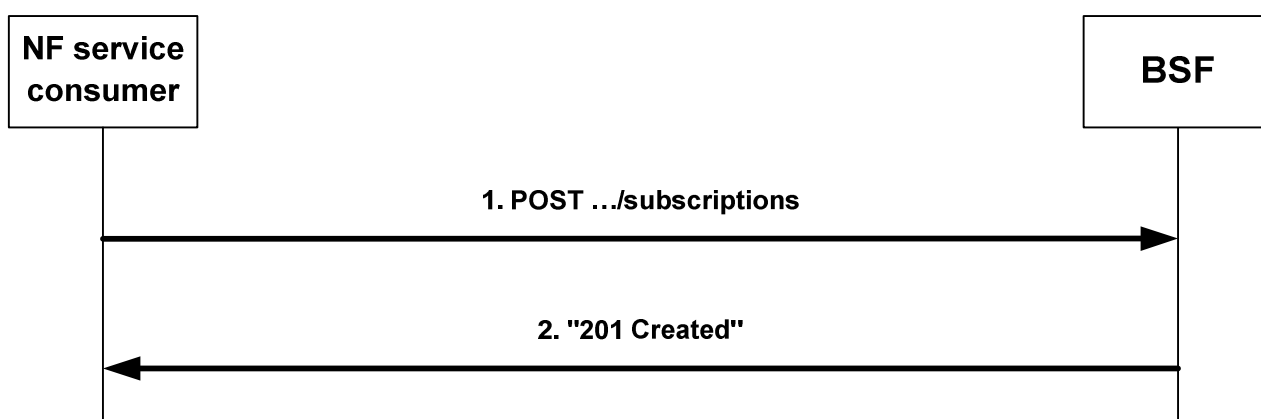 NF service
consumer
BSF
1. POST …/subscriptions
2. "201 Created"